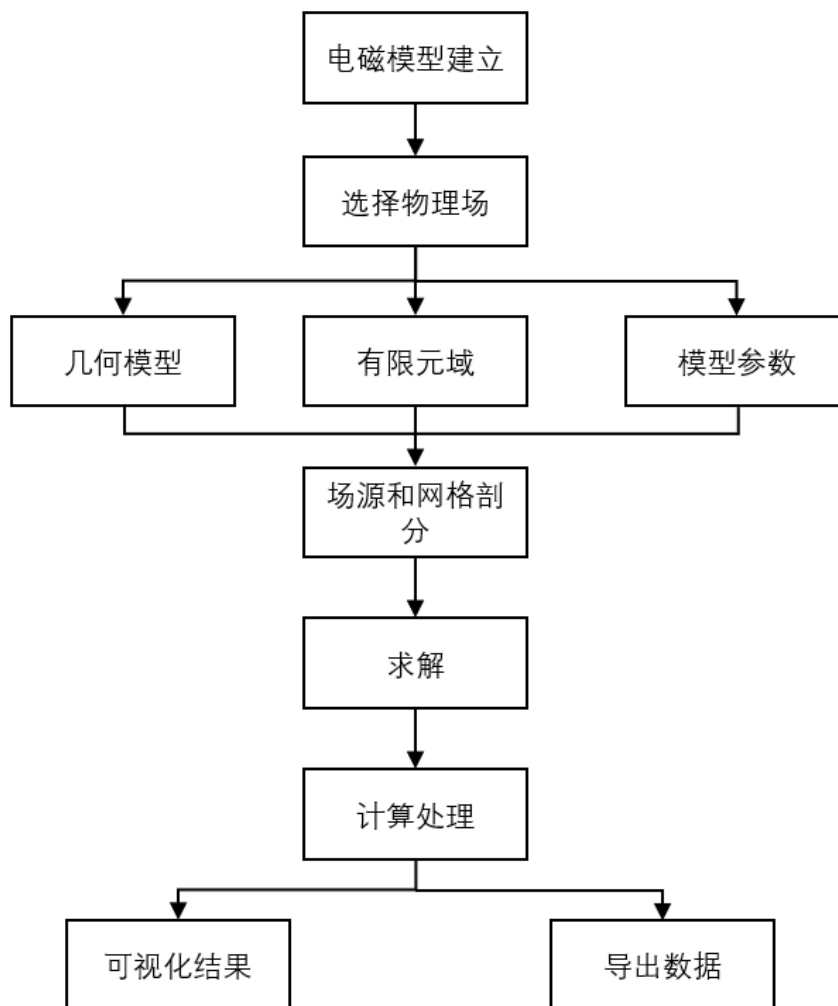 电磁模型建立
选择物理场
几何模型
有限元域
模型参数
场源和网格剖
分
求解
计算处理
可视化结果
导出数据